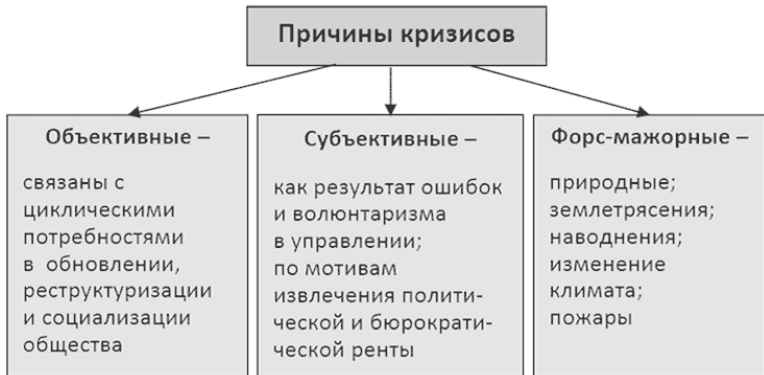 Причины кризисов
Объективные –
связаны с
циклическими
потребностями
в обновлении,
реструктуризации
и социализации
общества
Субъективные –
как результат ошибок
и волюнтаризма
в управлении;
по мотивам
извлечения полити-
ческой и бюрократи-
ческой ренты
Форс-мажорные –
природные;
землетрясения;
наводнения;
изменение
климата;
пожары